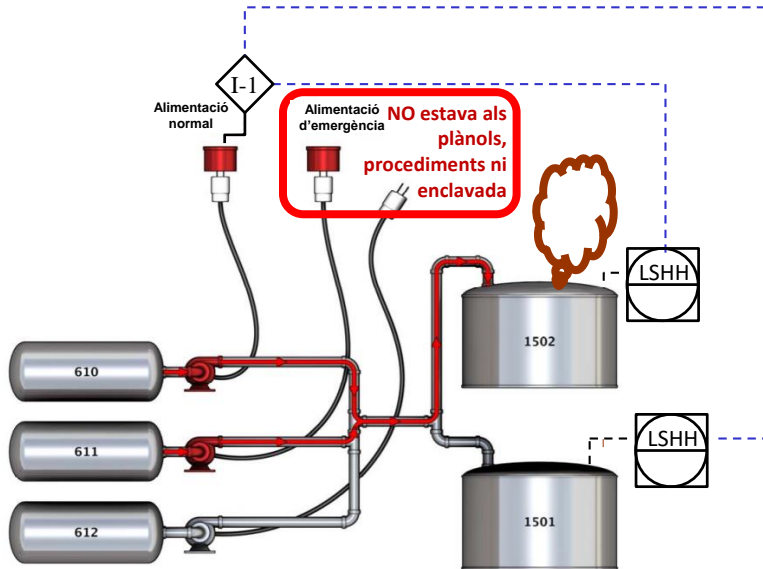 I-1
Alimentació
normal
Alimentació
d'emergència
NO estava als
plànols,
procediments ni
enclavada
LSHH
1502
610
LSHH
611
612
1501